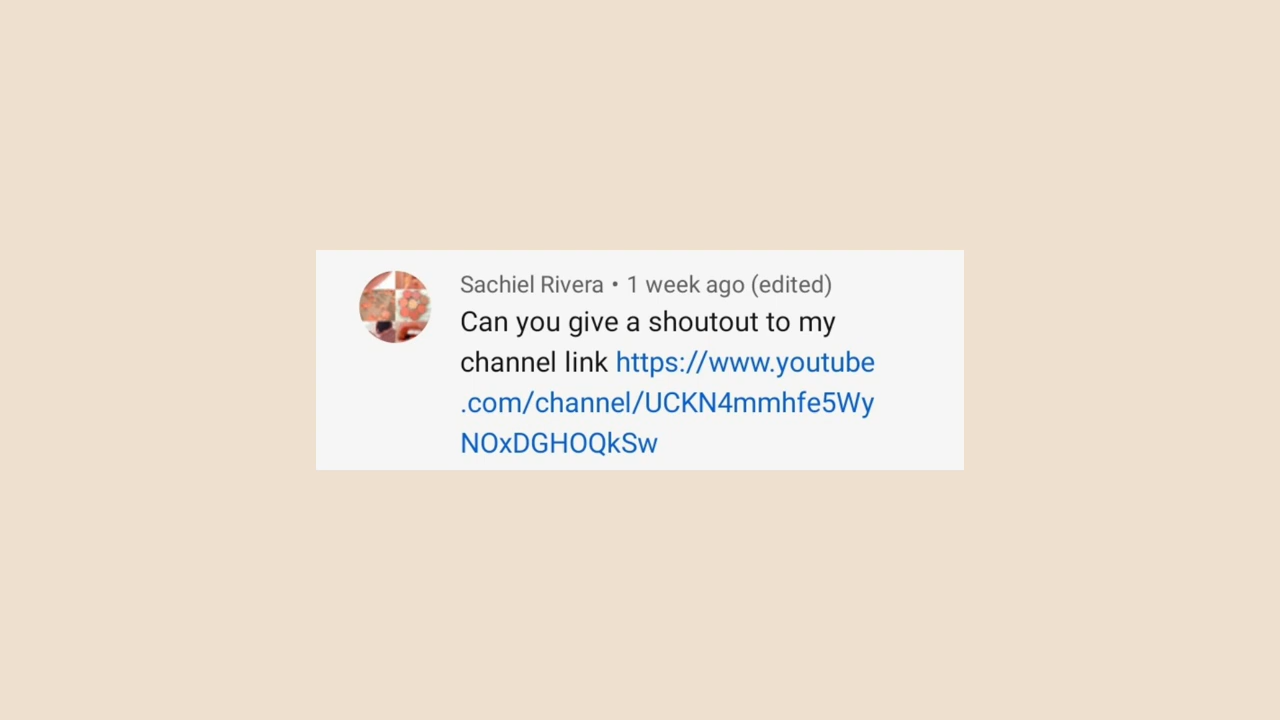 Sachiel Rivera • 1 week ago (edited)
Can you give a shoutout to my
channel link https://www.youtube
.com/channel/UCKN4mmhfe5Wy
NOxDGHOQkSw